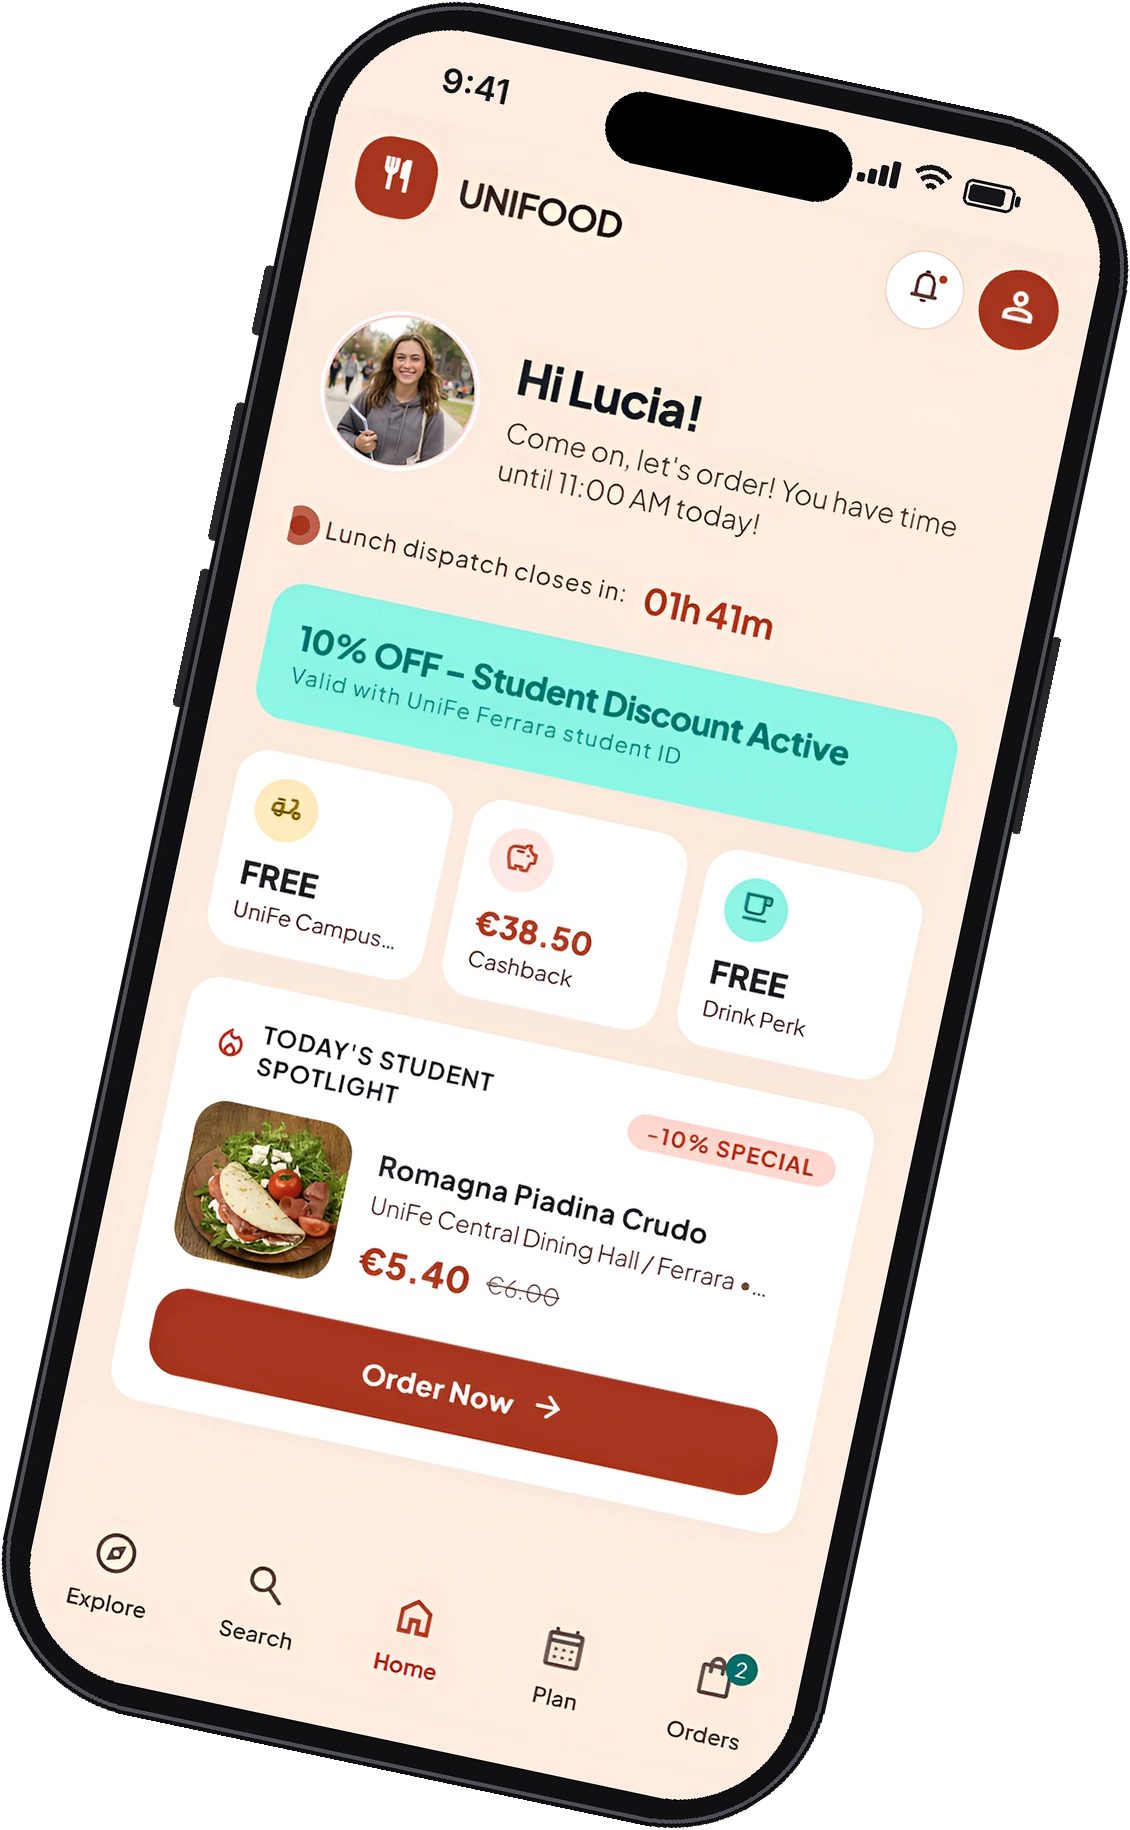 9:41
UNIFOOD
Hi Lucia!
Come on, let's order! You have time
until 11:00 AM today!
Lunch dispatch closes in: 01h 41m
10% OFF – Student Discount Active
Valid with UniFe Ferrara student ID
FREE
UniFe Campus...
€38.50
Cashback
FREE
Drink Perk
TODAY'S STUDENT
SPOTLIGHT
-10% SPECIAL
Romagna Piadina Crudo
UniFe Central Dining Hall / Ferrara •...
€5.40 €6.00
Order Now →
Explore
Search
Home
Plan
2
Orders